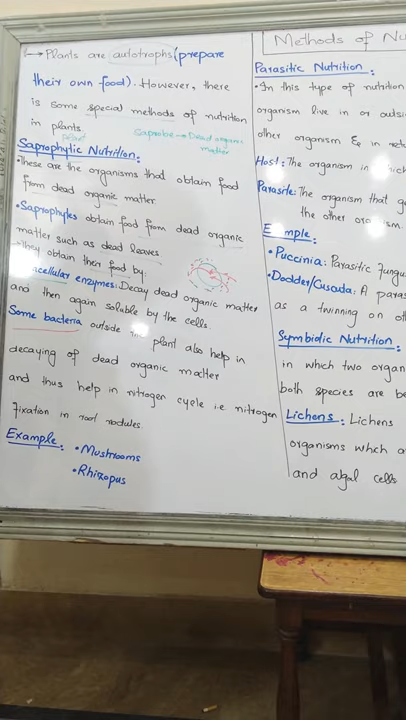 → Plants are autotrophs (prepare
their own food). However, there
is some special methods of nutrition
in plants.
plant
Saprobe → Dead organic
matter
Saprophytic Nutrition:
• These are the organisms that obtain food
from dead organic matter.
• Saprophytes obtain food from dead organic
matter such as dead leaves.
They obtain their food by:
acellular enzymes: Decay dead organic matter
and then again soluble by the cells.
Some bacteria outside plant also help in
decaying of dead organic matter
and thus help in nitrogen cycle i.e nitrogen
fixation in root nodules.
Example: • Mushrooms
• Rhizopus
Methods of Nu
Parasitic Nutrition:
• In this type of nutrition
organism live in or outsi
other organism & in
Host: The organism in
Parasite: The organism that
the other
Example:
• Puccinia: Parasitic fungu
• Dodder/Cuscuda: A paras
as a twinning on ot
Symbiotic Nutrition:
in which two organ
both species are be
Lichens: Lichens
organisms which a
and algal cells